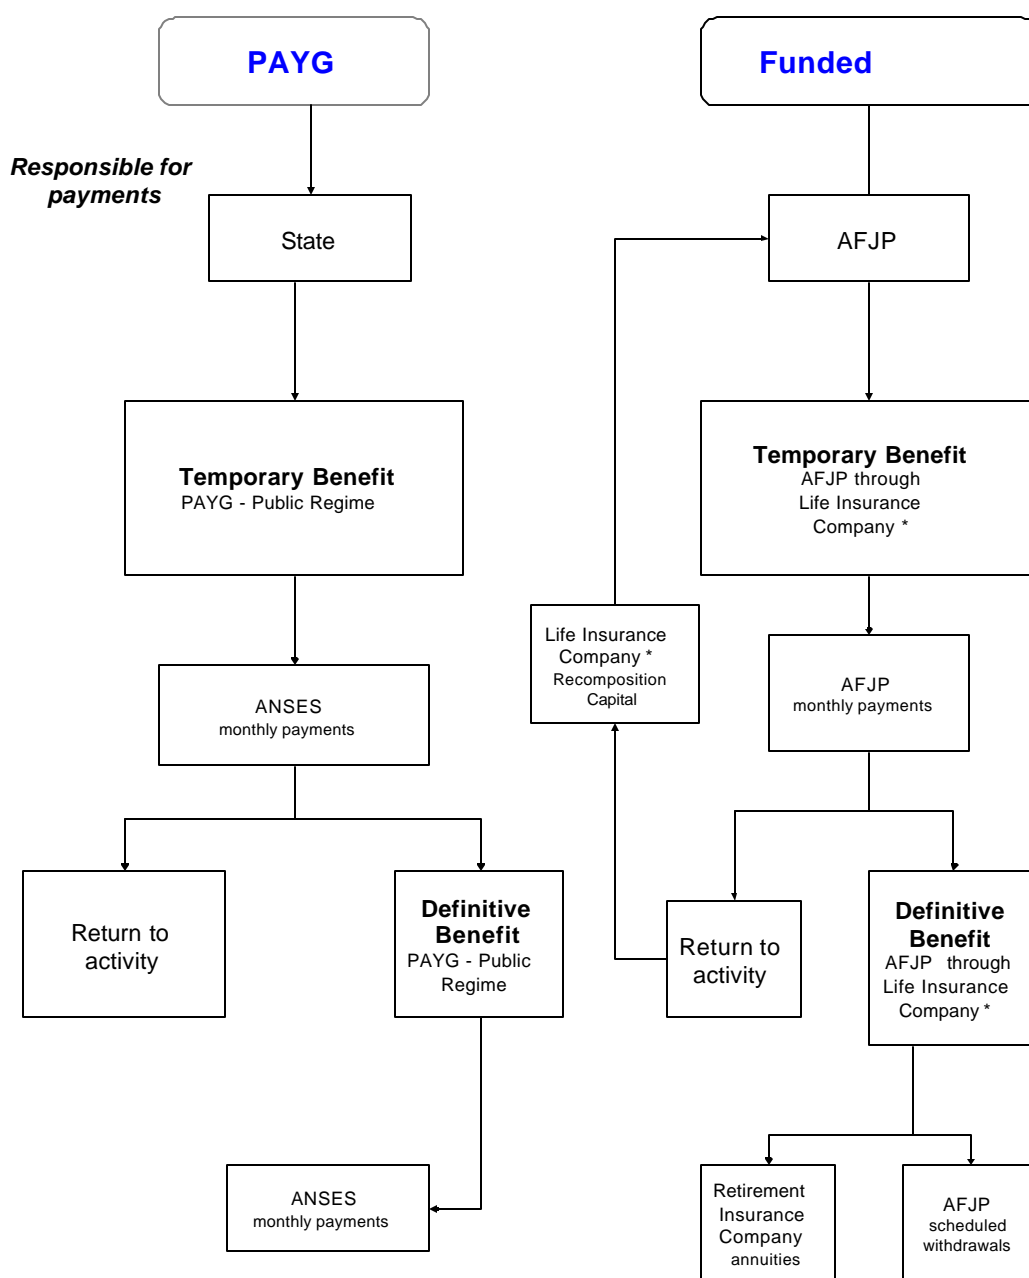 PAYG
Funded
Responsible for
payments
State
AFJP
Temporary Benefit
PAYG - Public Regime
Temporary Benefit
AFJP through
Life Insurance
Company *
Life Insurance
Company *
Recomposition
Capital
ANSES
monthly payments
AFJP
monthly payments
Return to
activity
Definitive
Benefit
PAYG - Public
Regime
Return to
activity
Definitive
Benefit
AFJP through
Life Insurance
Company *
ANSES
monthly payments
Retirement
Insurance
Company
annuities
AFJP
scheduled
withdrawals